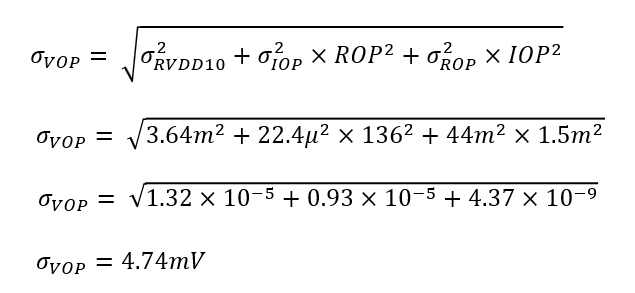 σ_VOP = √(σ²_RVDD10 + σ²_IOP × ROP² + σ²_ROP × IOP²)
σ_VOP = √(3.64m² + 22.4μ² × 136² + 44m² × 1.5m²)
σ_VOP = √(1.32 × 10⁻⁵ + 0.93 × 10⁻⁵ + 4.37 × 10⁻⁹)
σ_VOP = 4.74mV